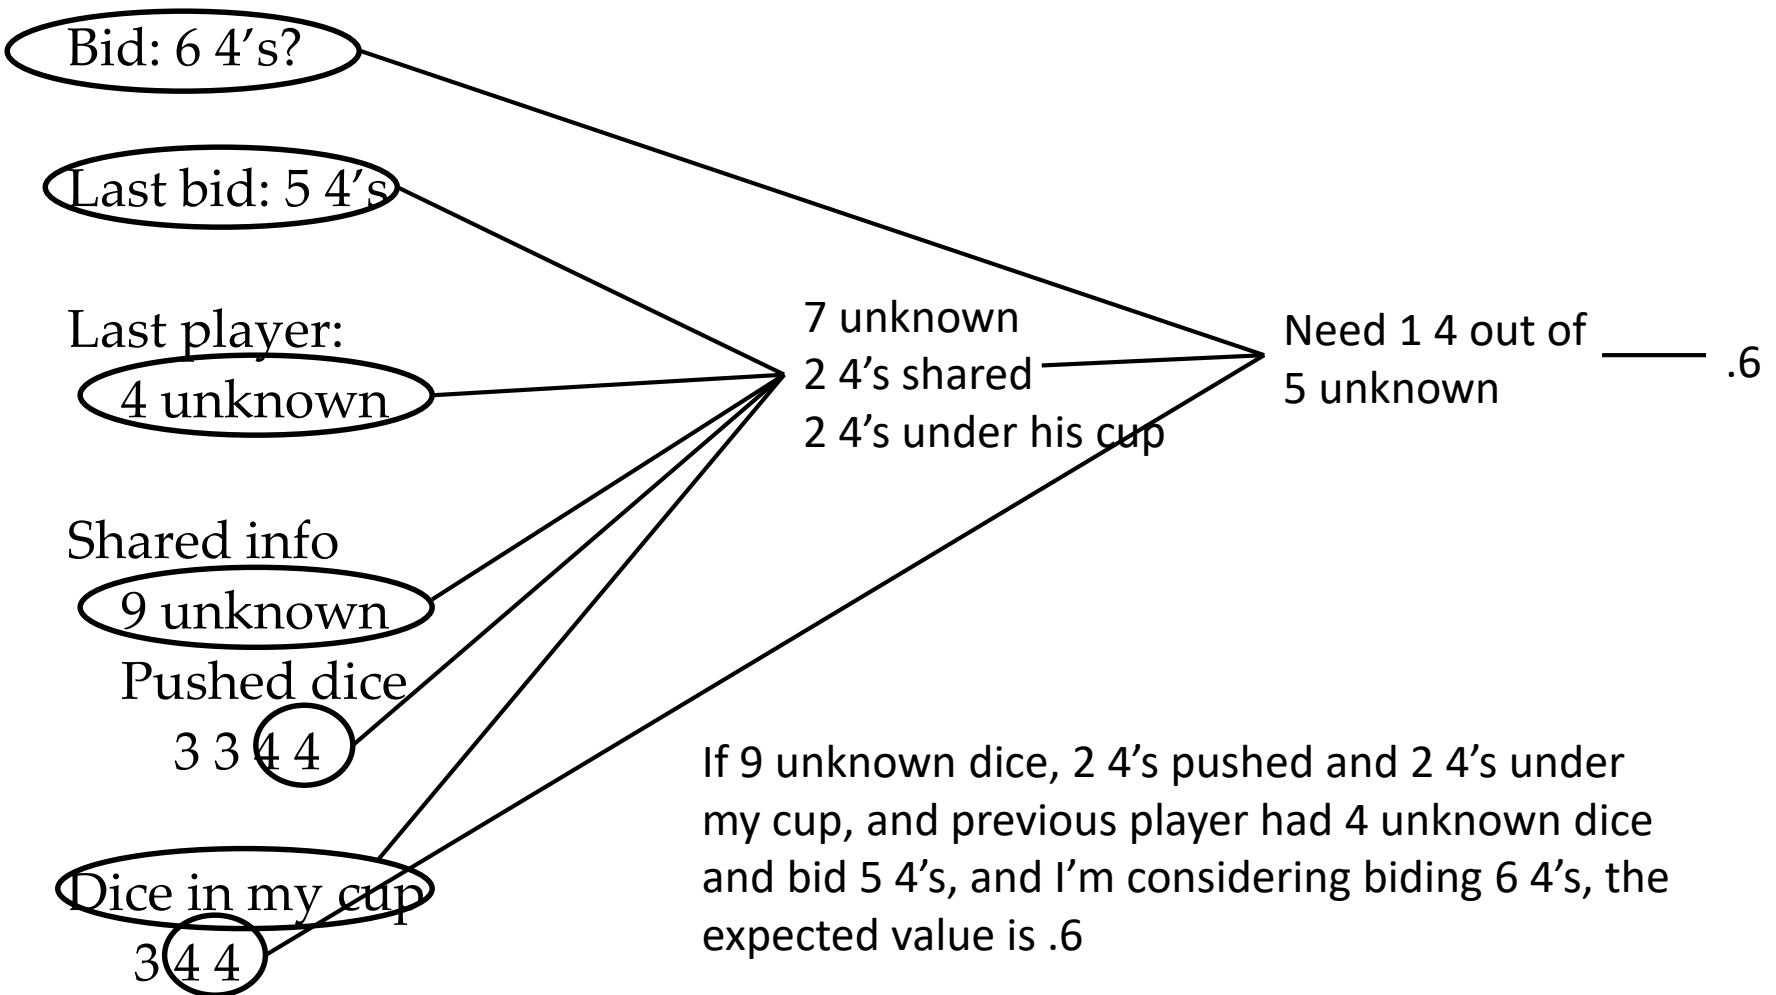 Bid: 6 4’s?
Last bid: 5 4’s
Last player:
4 unknown
Shared info
9 unknown
Pushed dice
3 3 4 4
Dice in my cup
3 4 4
7 unknown
2 4’s shared
2 4’s under his cup
Need 1 4 out of
5 unknown
.6
If 9 unknown dice, 2 4’s pushed and 2 4’s under
my cup, and previous player had 4 unknown dice
and bid 5 4’s, and I’m considering biding 6 4’s, the
expected value is .6